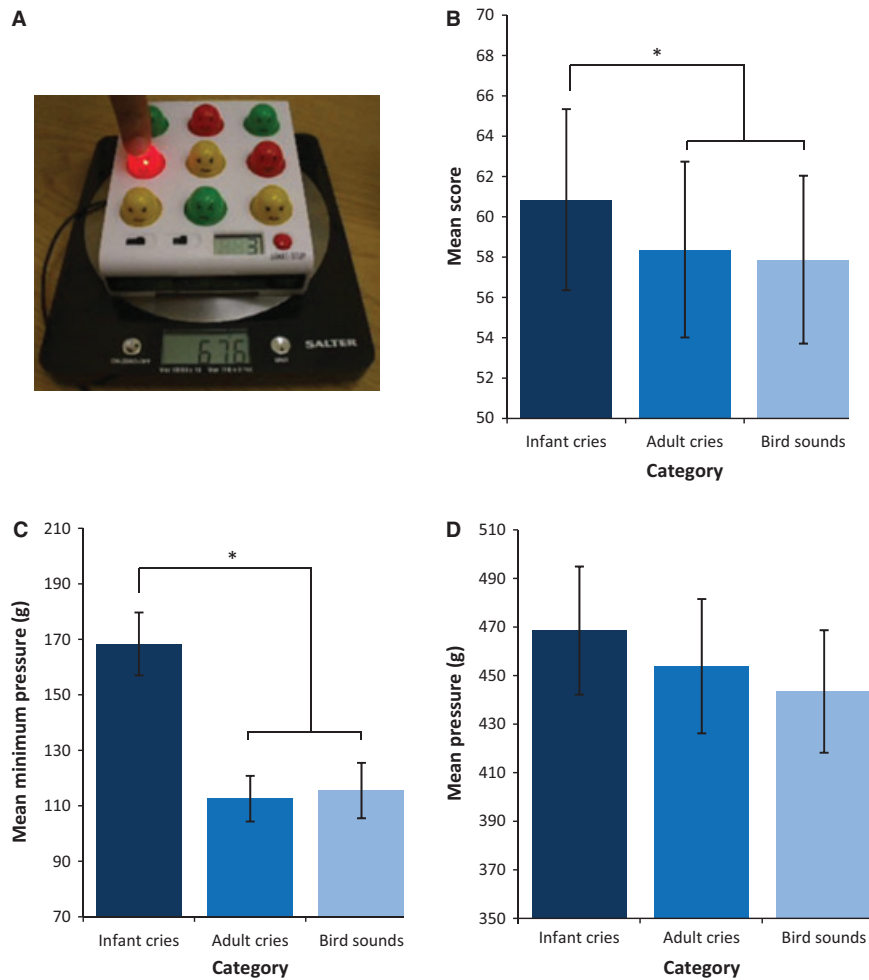 A
676
SALTER
B
Mean score
70
68
66
64
62
60
58
56
54
52
50
*
Infant cries
Adult cries
Bird sounds
Category
C
Mean minimum pressure (g)
210
190
170
150
130
110
90
70
*
Infant cries
Adult cries
Bird sounds
Category
D
Mean pressure (g)
510
490
470
450
430
410
390
370
350
Infant cries
Adult cries
Bird sounds
Category